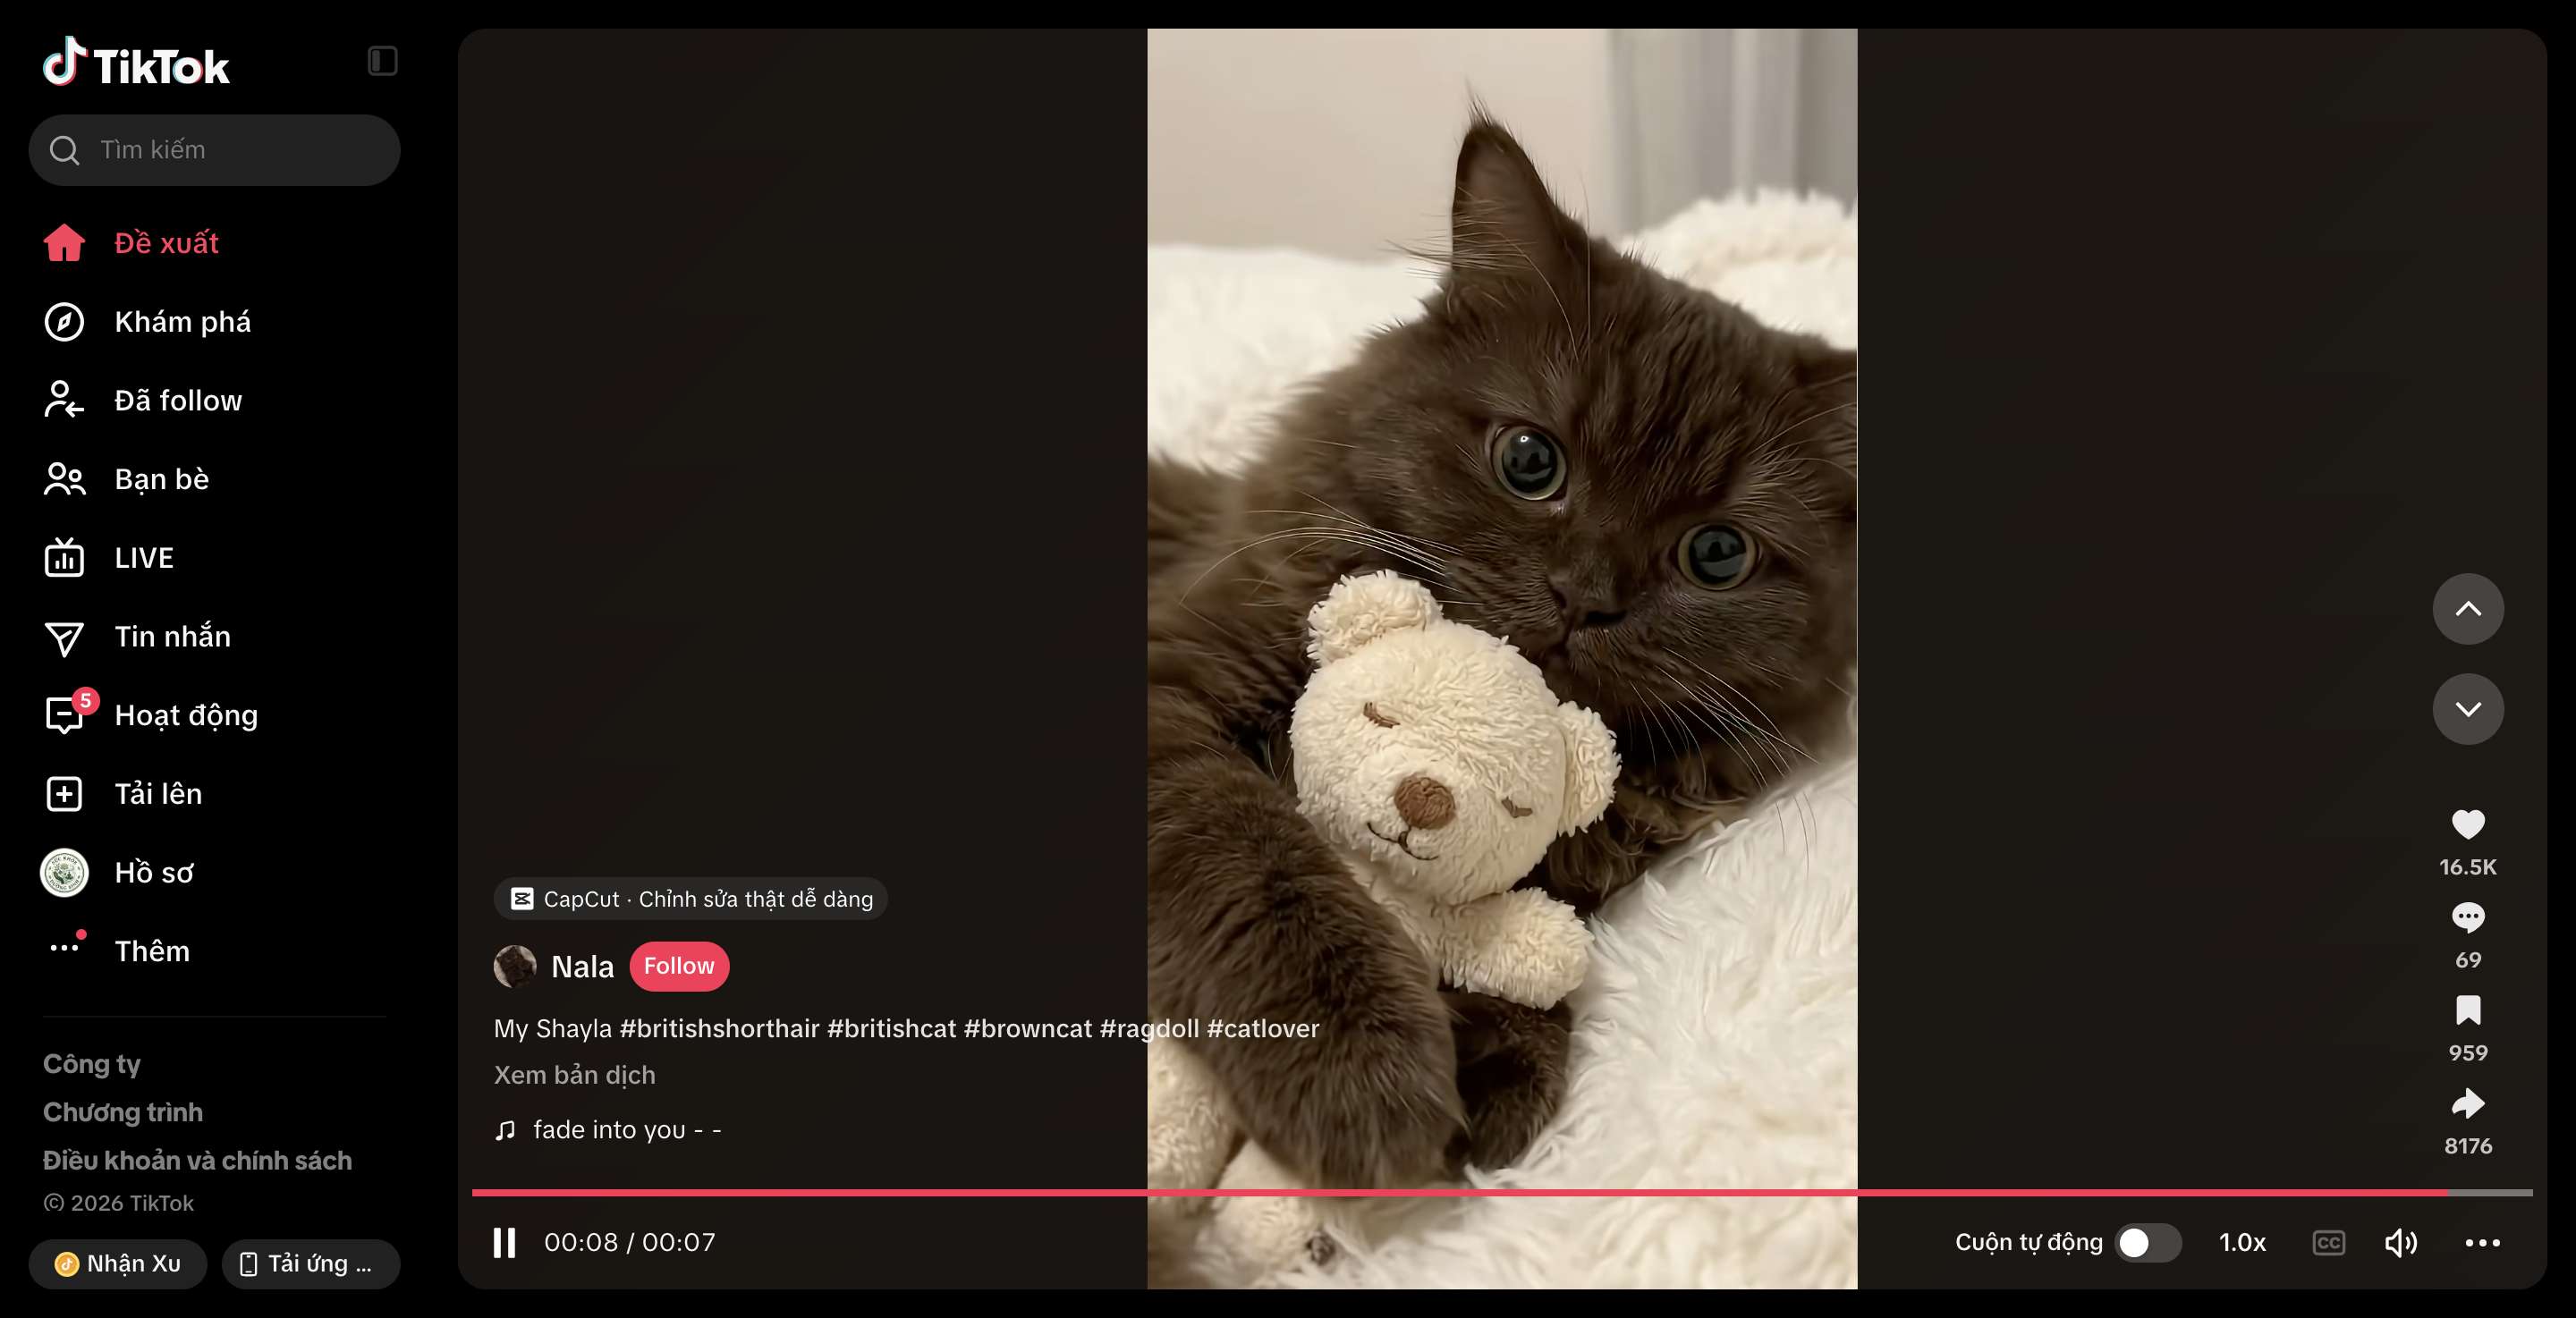 TikTok
Tìm kiếm
Đề xuất
Khám phá
Đã follow
Bạn bè
LIVE
Tin nhắn
5
Hoạt động
Tải lên
Hồ sơ
Thêm
Công ty
Chương trình
Điều khoản và chính sách
© 2026 TikTok
Nhận Xu
Tải ứng ...
CapCut · Chỉnh sửa thật dễ dàng
Nala
Follow
My Shayla #britishshorthair #britishcat #browncat #ragdoll #catlover
Xem bản dịch
fade into you - -
00:08 / 00:07
16.5K
69
959
8176
Cuộn tự động
1.0x
CC